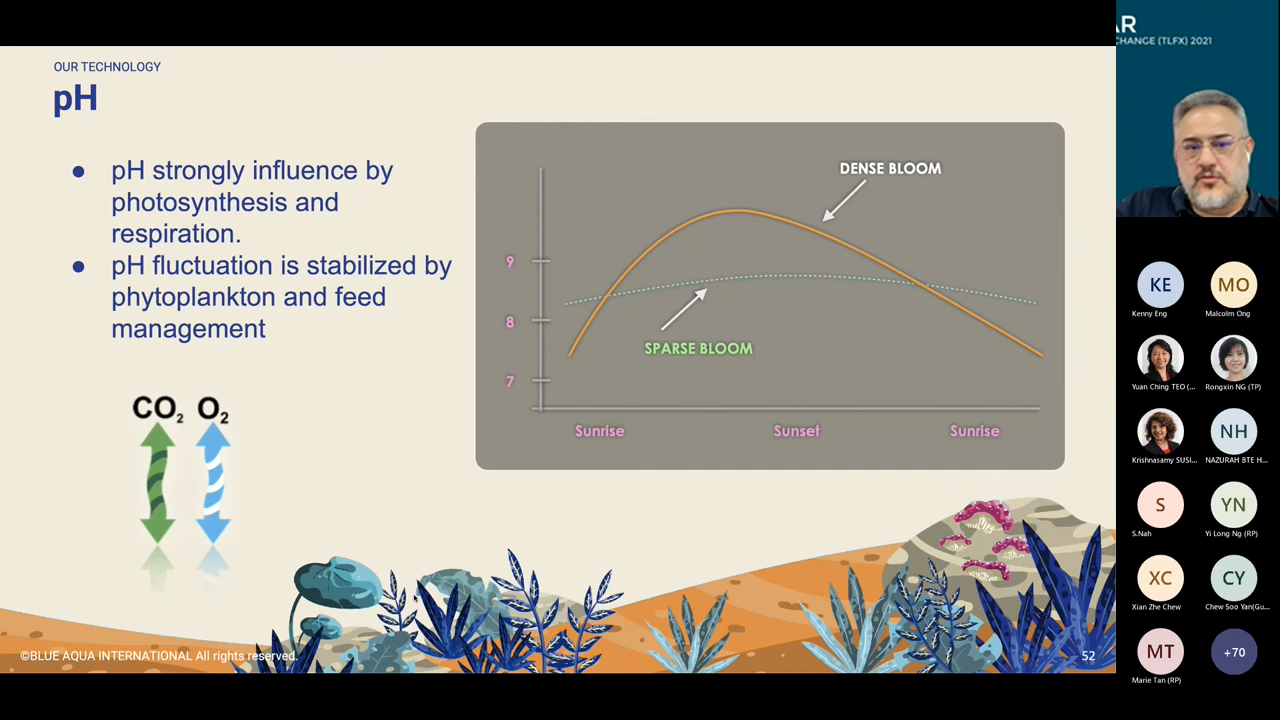 OUR TECHNOLOGY
pH
● pH strongly influence by
photosynthesis and
respiration.
● pH fluctuation is stabilized by
phytoplankton and feed
management
CO₂ O₂
DENSE BLOOM
9
8
SPARSE BLOOM
7
Sunrise Sunset Sunrise
©BLUE AQUA INTERNATIONAL All rights reserved.
52
AR
CHANGE (TLFX) 2021
KE MO
Kenny Eng Malcolm Ong
Yuan Ching TEO (... Rongxin NG (TP)
NH
Krishnasamy SUSI... NAZURAH BTE H...
S YN
S.Nah Yi Long Ng (RP)
XC CY
Xian Zhe Chew Chew Soo Yan(Gu...
MT +70
Marie Tan (RP)